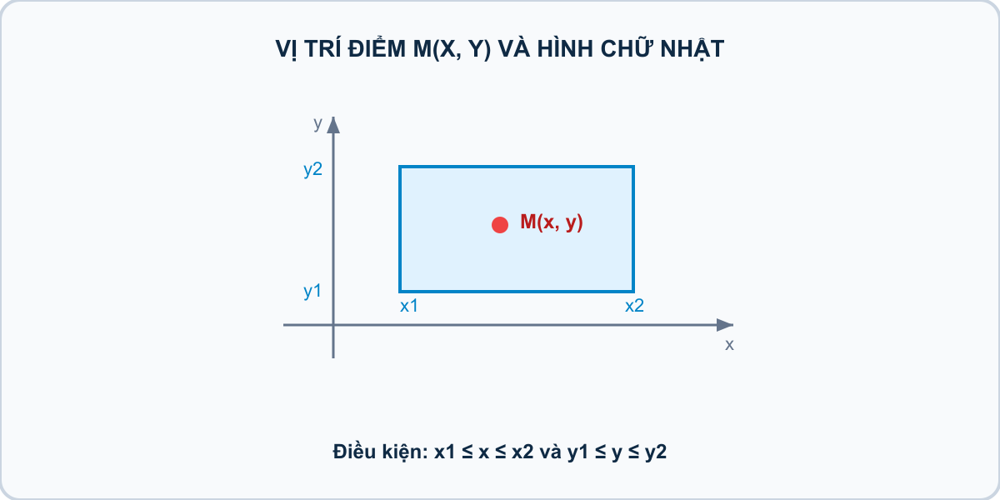 VỊ TRÍ ĐIỂM M(X, Y) VÀ HÌNH CHỮ NHẬT
y
y2
M(x, y)
y1
x1
x2
x
Điều kiện: x1 ≤ x ≤ x2 và y1 ≤ y ≤ y2